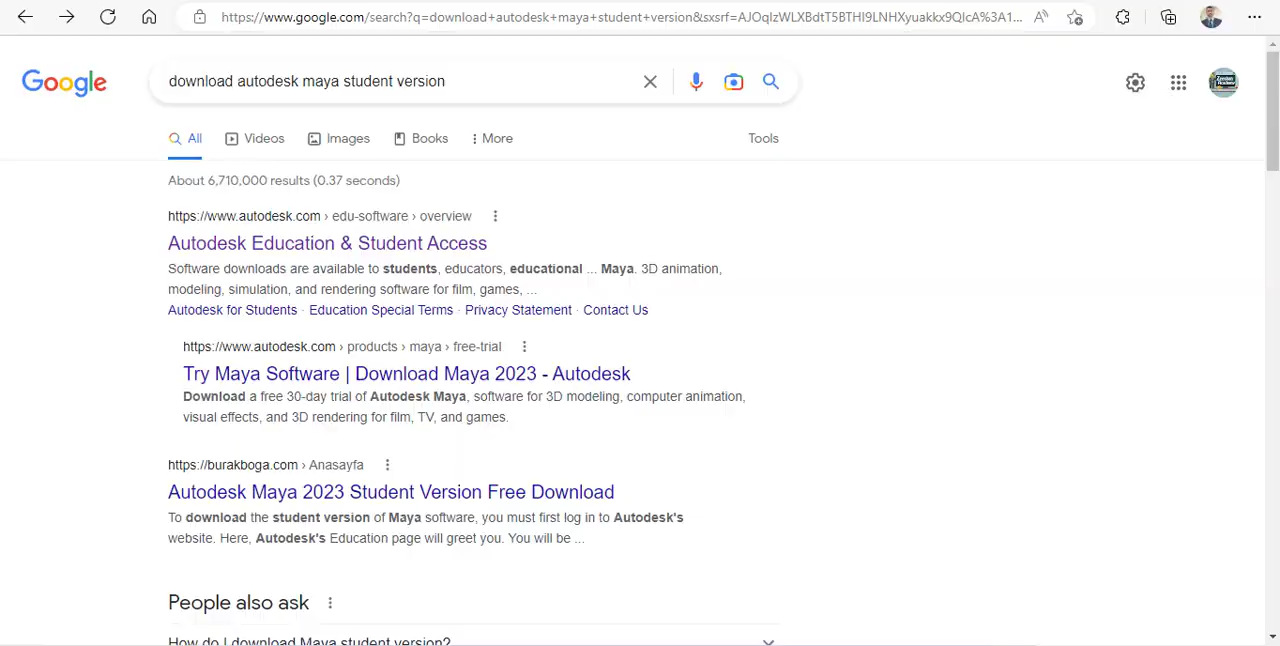 https://www.google.com/search?q=download+autodesk+maya+student+version&sxsrf=AJOqlzWLXBdtT5BTHI9LNHXyuakkx9QlcA%3A1...
Google
download autodesk maya student version
All Videos Images Books More Tools
About 6,710,000 results (0.37 seconds)
https://www.autodesk.com › edu-software › overview
Autodesk Education & Student Access
Software downloads are available to students, educators, educational ... Maya. 3D animation,
modeling, simulation, and rendering software for film, games, ...
Autodesk for Students · Education Special Terms · Privacy Statement · Contact Us
https://www.autodesk.com › products › maya › free-trial
Try Maya Software | Download Maya 2023 - Autodesk
Download a free 30-day trial of Autodesk Maya, software for 3D modeling, computer animation,
visual effects, and 3D rendering for film, TV, and games.
https://burakboga.com › Anasayfa
Autodesk Maya 2023 Student Version Free Download
To download the student version of Maya software, you must first log in to Autodesk's
website. Here, Autodesk's Education page will greet you. You will be ...
People also ask
How do I download Maya student version?